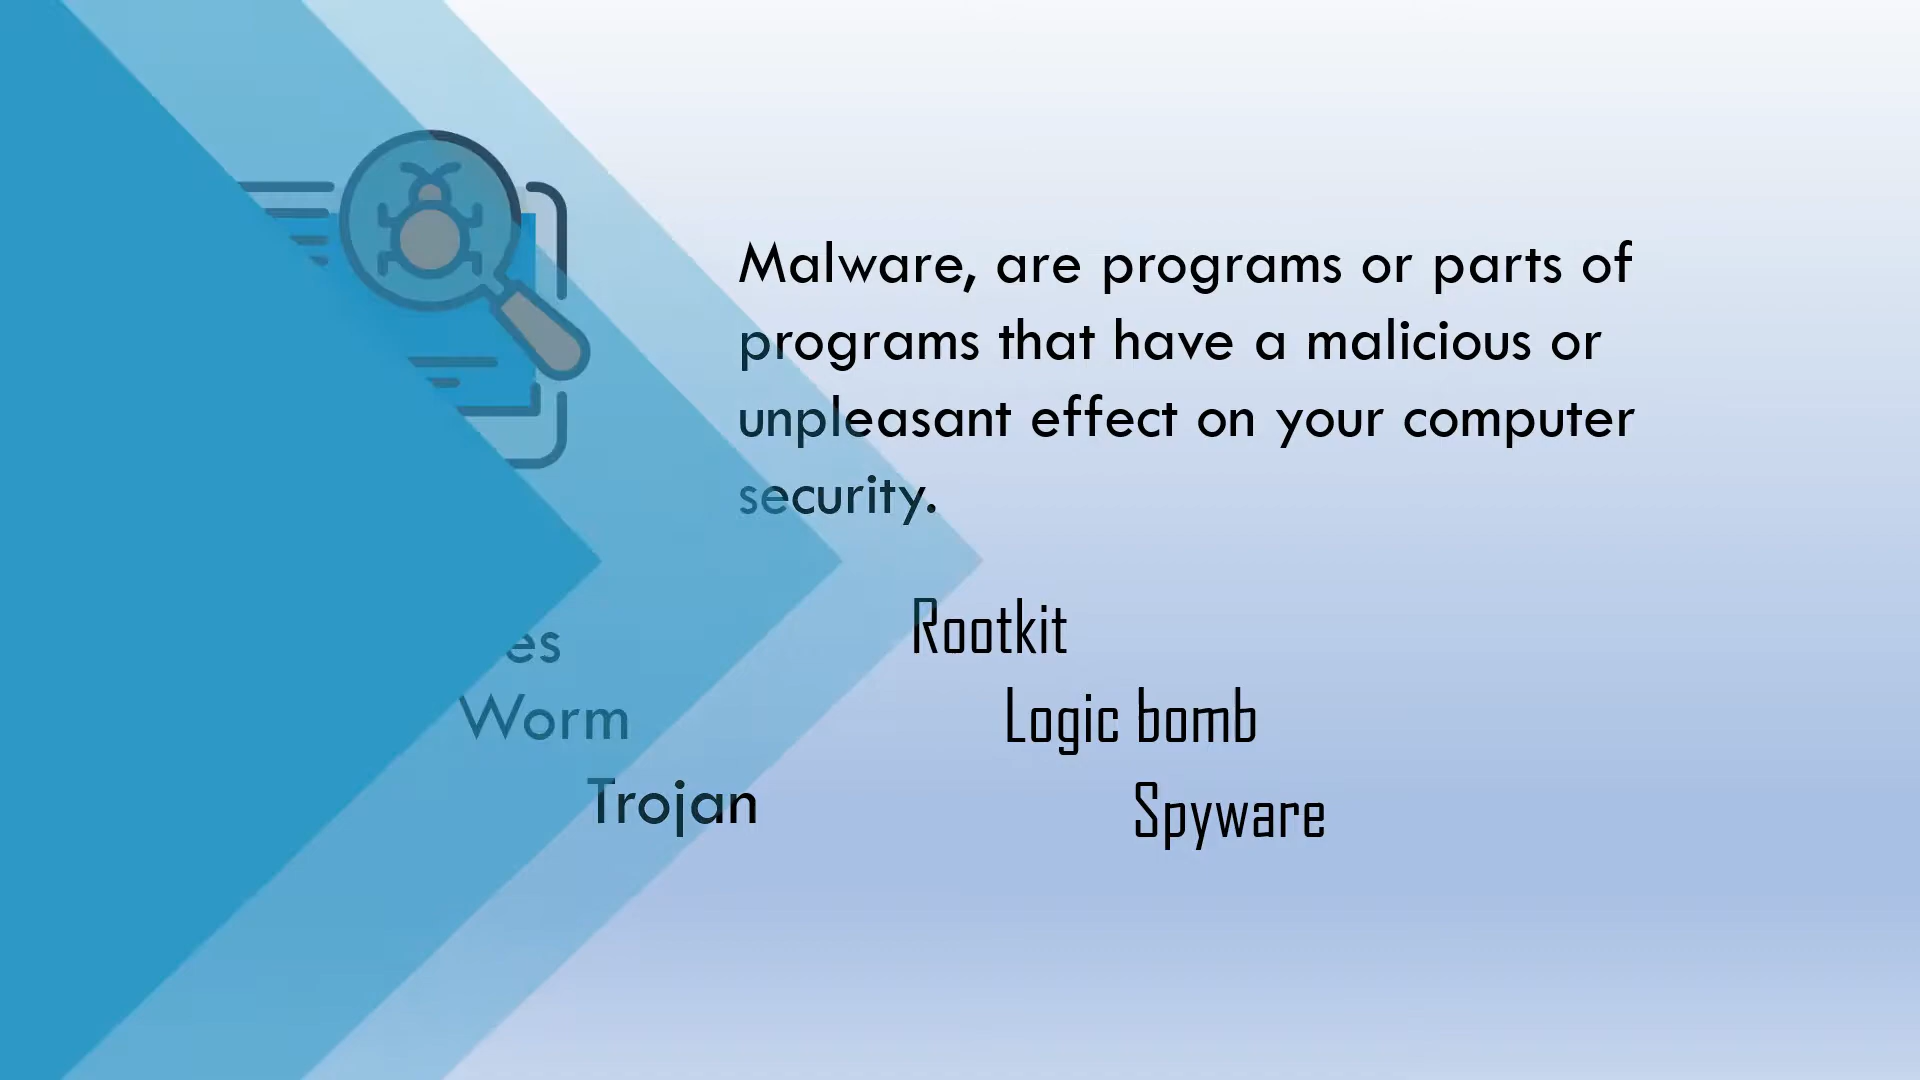 Malware, are programs or parts of
programs that have a malicious or
unpleasant effect on your computer
security.
Worm
Trojan
Rootkit
Logic bomb
Spyware